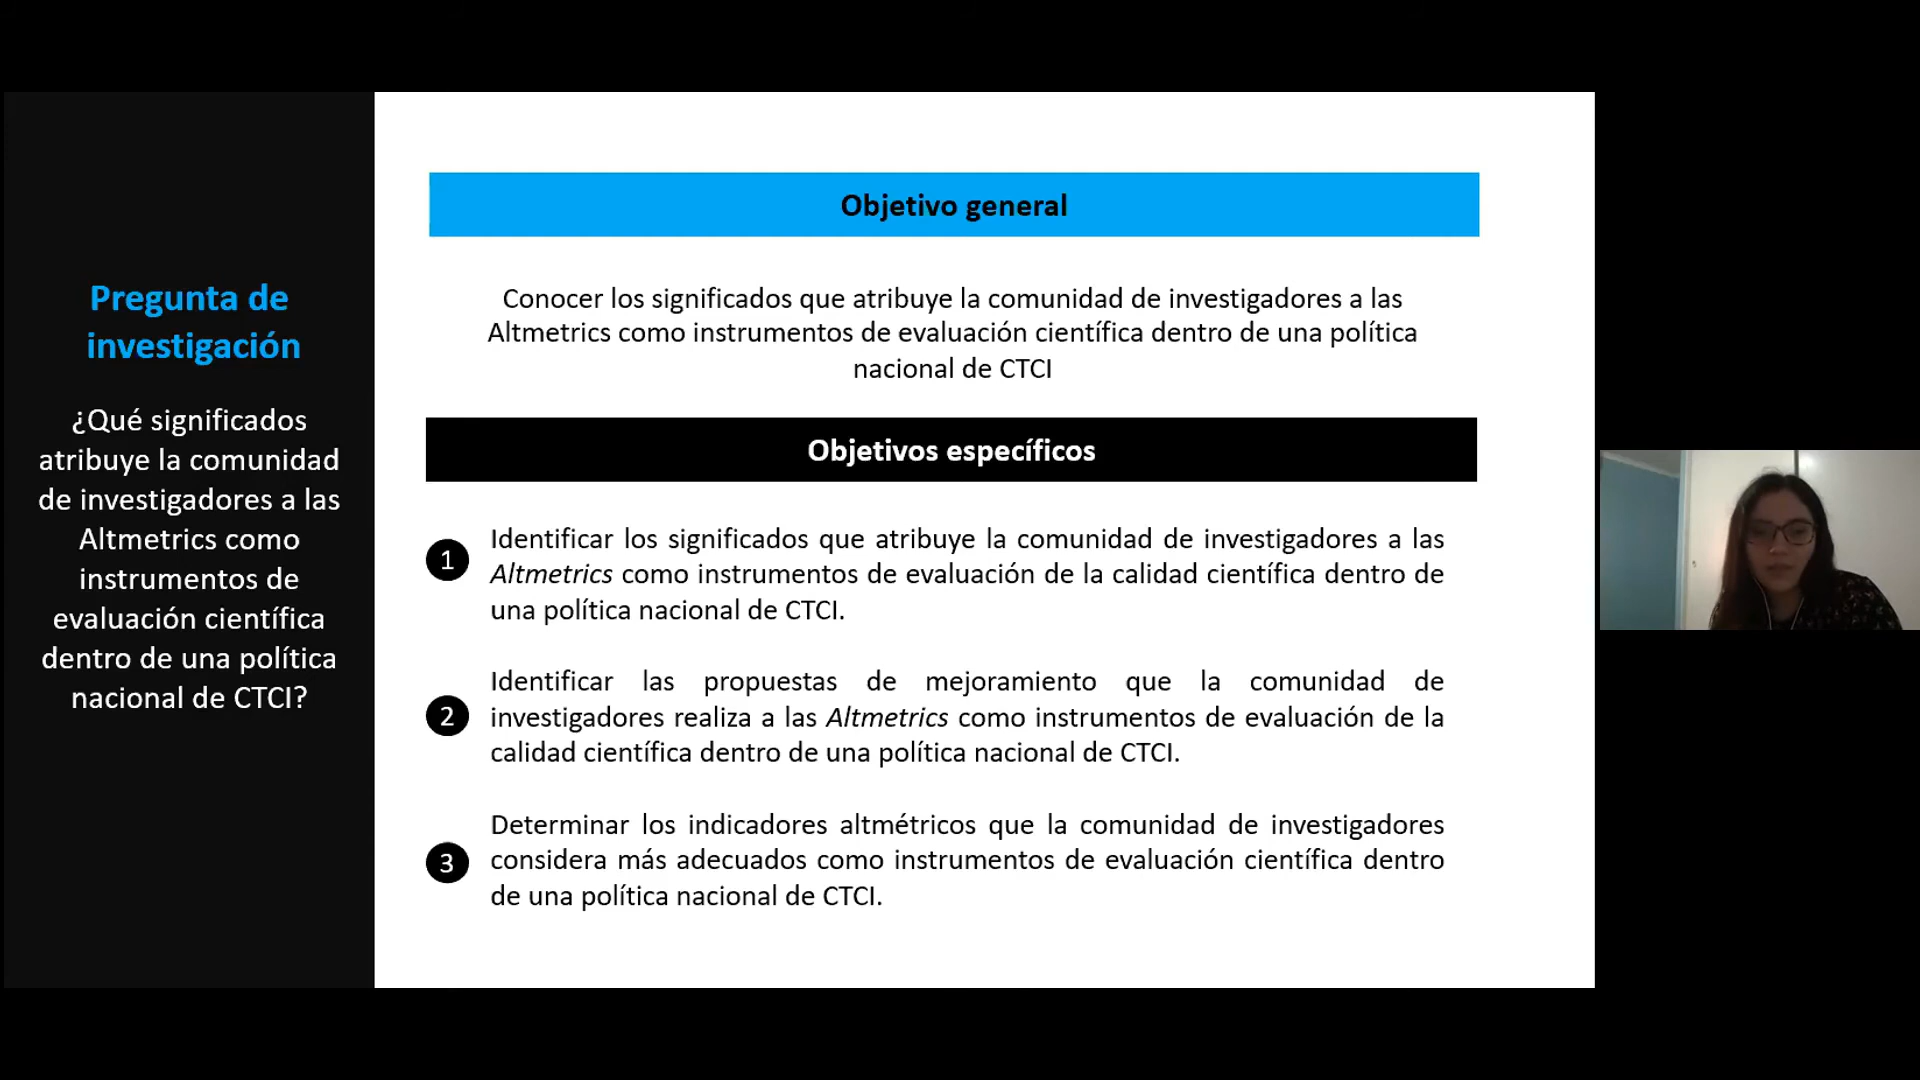 Pregunta de
investigación
¿Qué significados
atribuye la comunidad
de investigadores a las
Altmetrics como
instrumentos de
evaluación científica
dentro de una política
nacional de CTCI?
Objetivo general
Conocer los significados que atribuye la comunidad de investigadores a las
Altmetrics como instrumentos de evaluación científica dentro de una política
nacional de CTCI
Objetivos específicos
1
Identificar los significados que atribuye la comunidad de investigadores a las
Altmetrics como instrumentos de evaluación de la calidad científica dentro de
una política nacional de CTCI.
2
Identificar las propuestas de mejoramiento que la comunidad de
investigadores realiza a las Altmetrics como instrumentos de evaluación de la
calidad científica dentro de una política nacional de CTCI.
3
Determinar los indicadores altmétricos que la comunidad de investigadores
considera más adecuados como instrumentos de evaluación científica dentro
de una política nacional de CTCI.